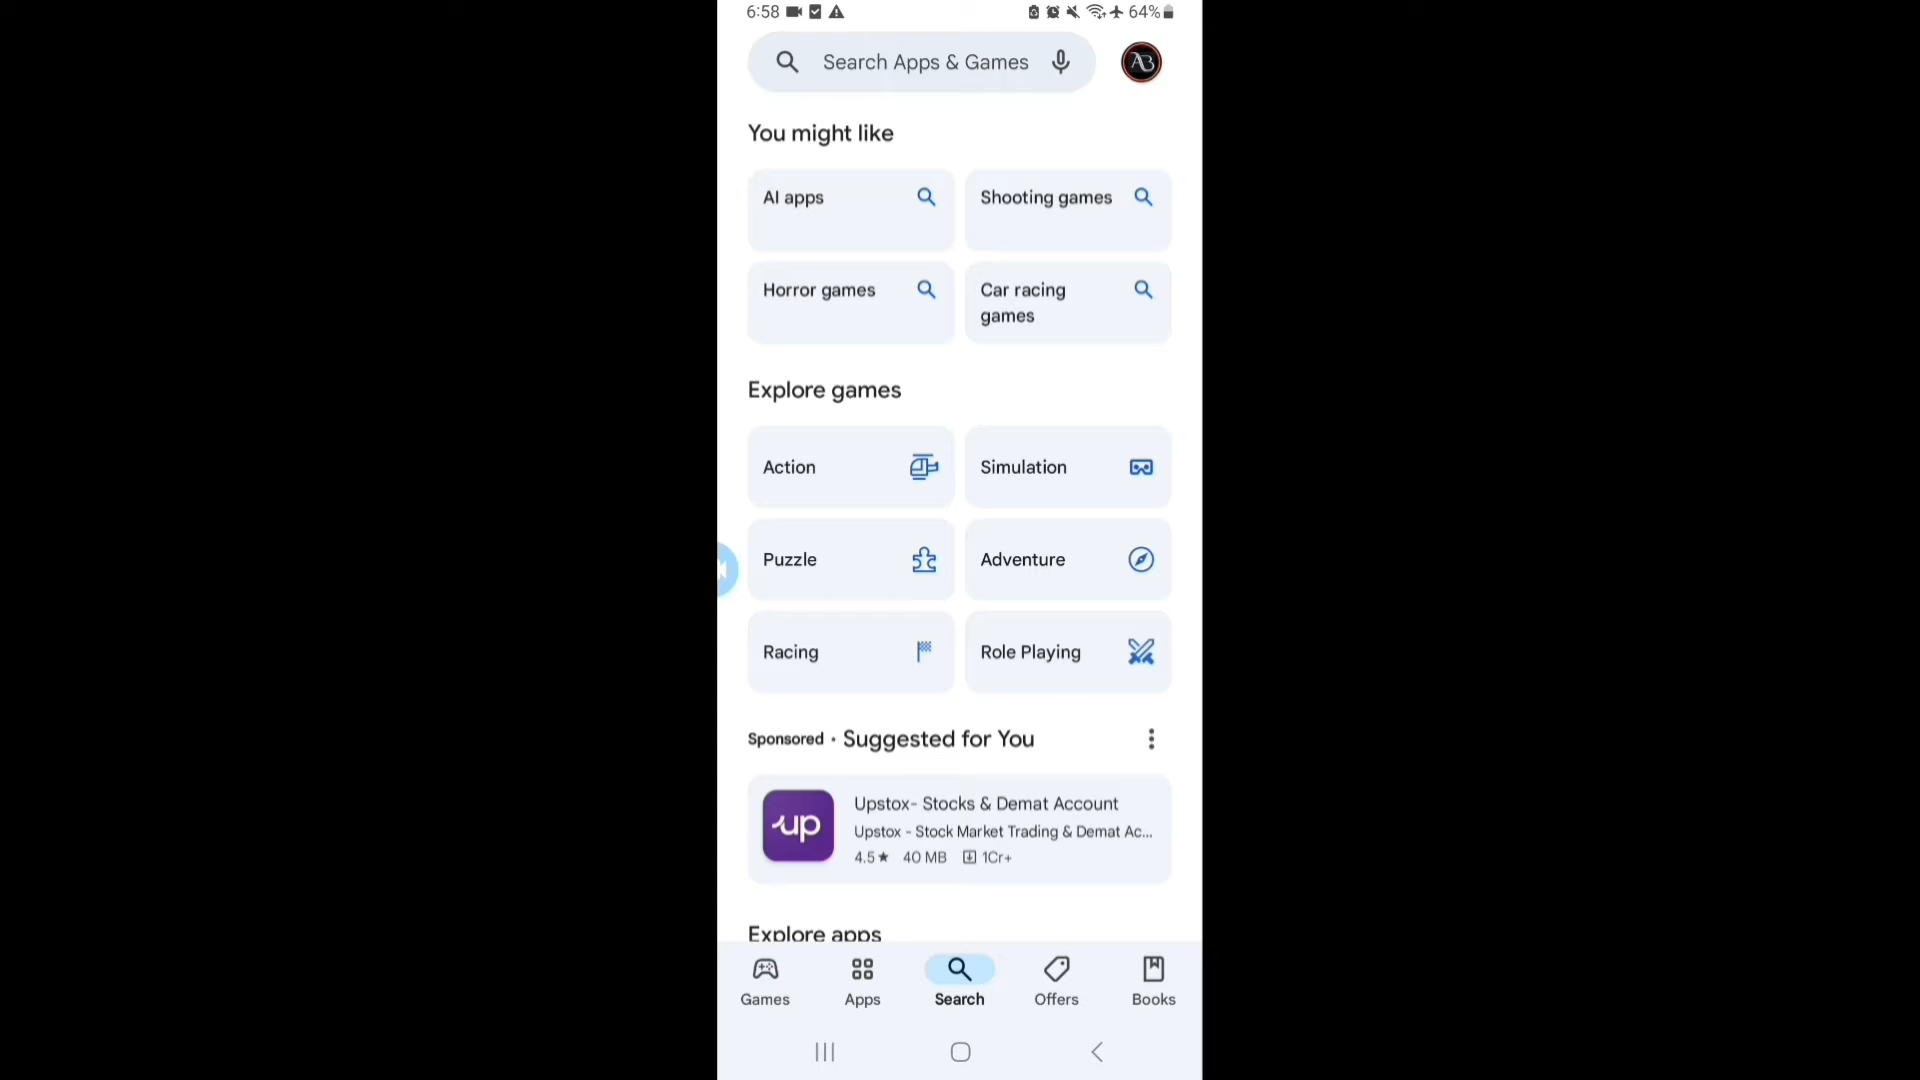 6:58
64%
Search Apps & Games
AB
You might like
AI apps
Shooting games
Horror games
Car racing
games
Explore games
Action
Simulation
Puzzle
Adventure
Racing
Role Playing
Sponsored • Suggested for You
up
Upstox- Stocks & Demat Account
Upstox - Stock Market Trading & Demat Ac...
4.5★ 40 MB 1Cr+
Explore apps
Games
Apps
Search
Offers
Books